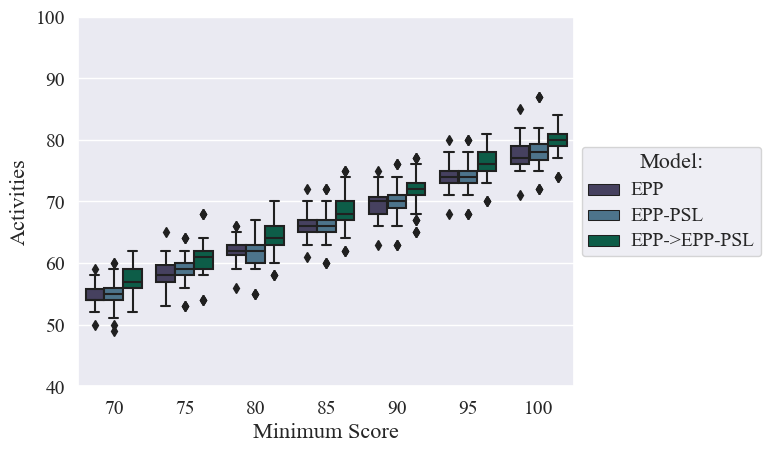 100
90
80
70
60
50
40
Activities
70 75 80 85 90 95 100
Minimum Score
Model:
EPP
EPP-PSL
EPP->EPP-PSL